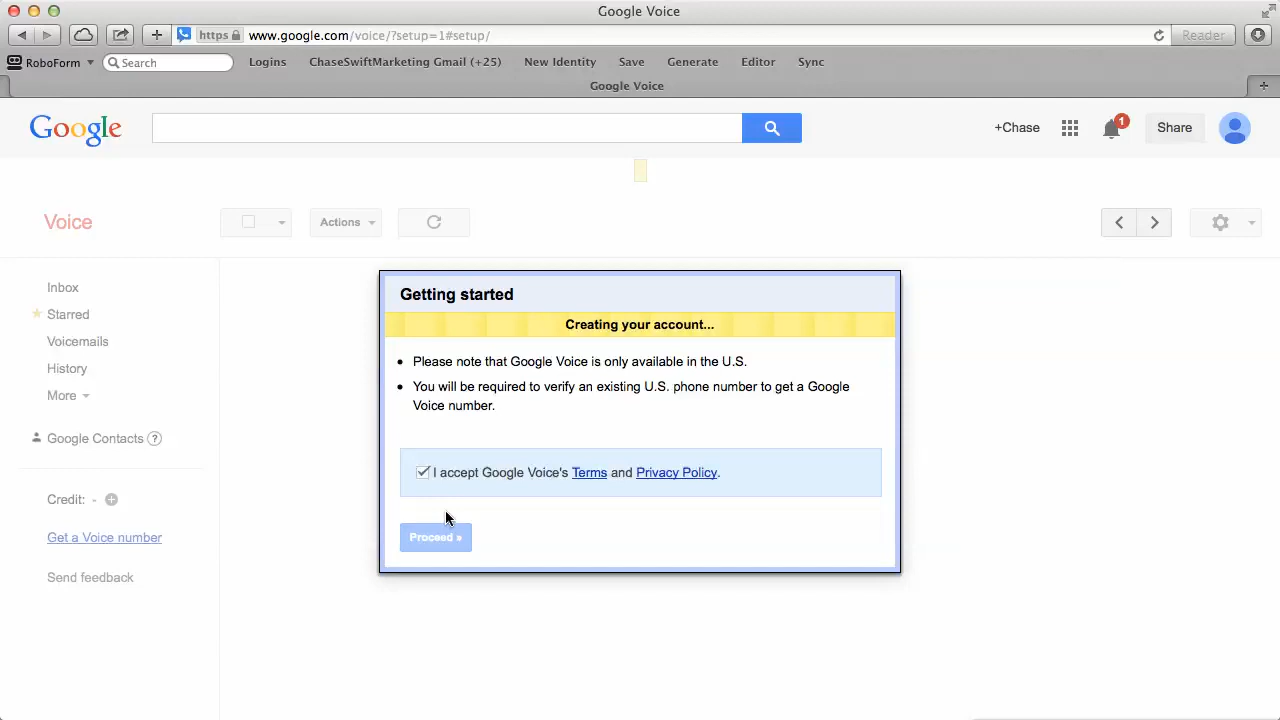 Google Voice
https www.google.com/voice/?setup=1#setup/ Reader
RoboForm Search Logins ChaseSwiftMarketing Gmail (+25) New Identity Save Generate Editor Sync
Google Voice
Google +Chase 1 Share
Voice Actions
Inbox
Starred
Voicemails
History
More
Google Contacts ?
Credit: -
Get a Voice number
Send feedback
Getting started
Creating your account...
• Please note that Google Voice is only available in the U.S.
• You will be required to verify an existing U.S. phone number to get a Google
Voice number.
I accept Google Voice's Terms and Privacy Policy.
Proceed »